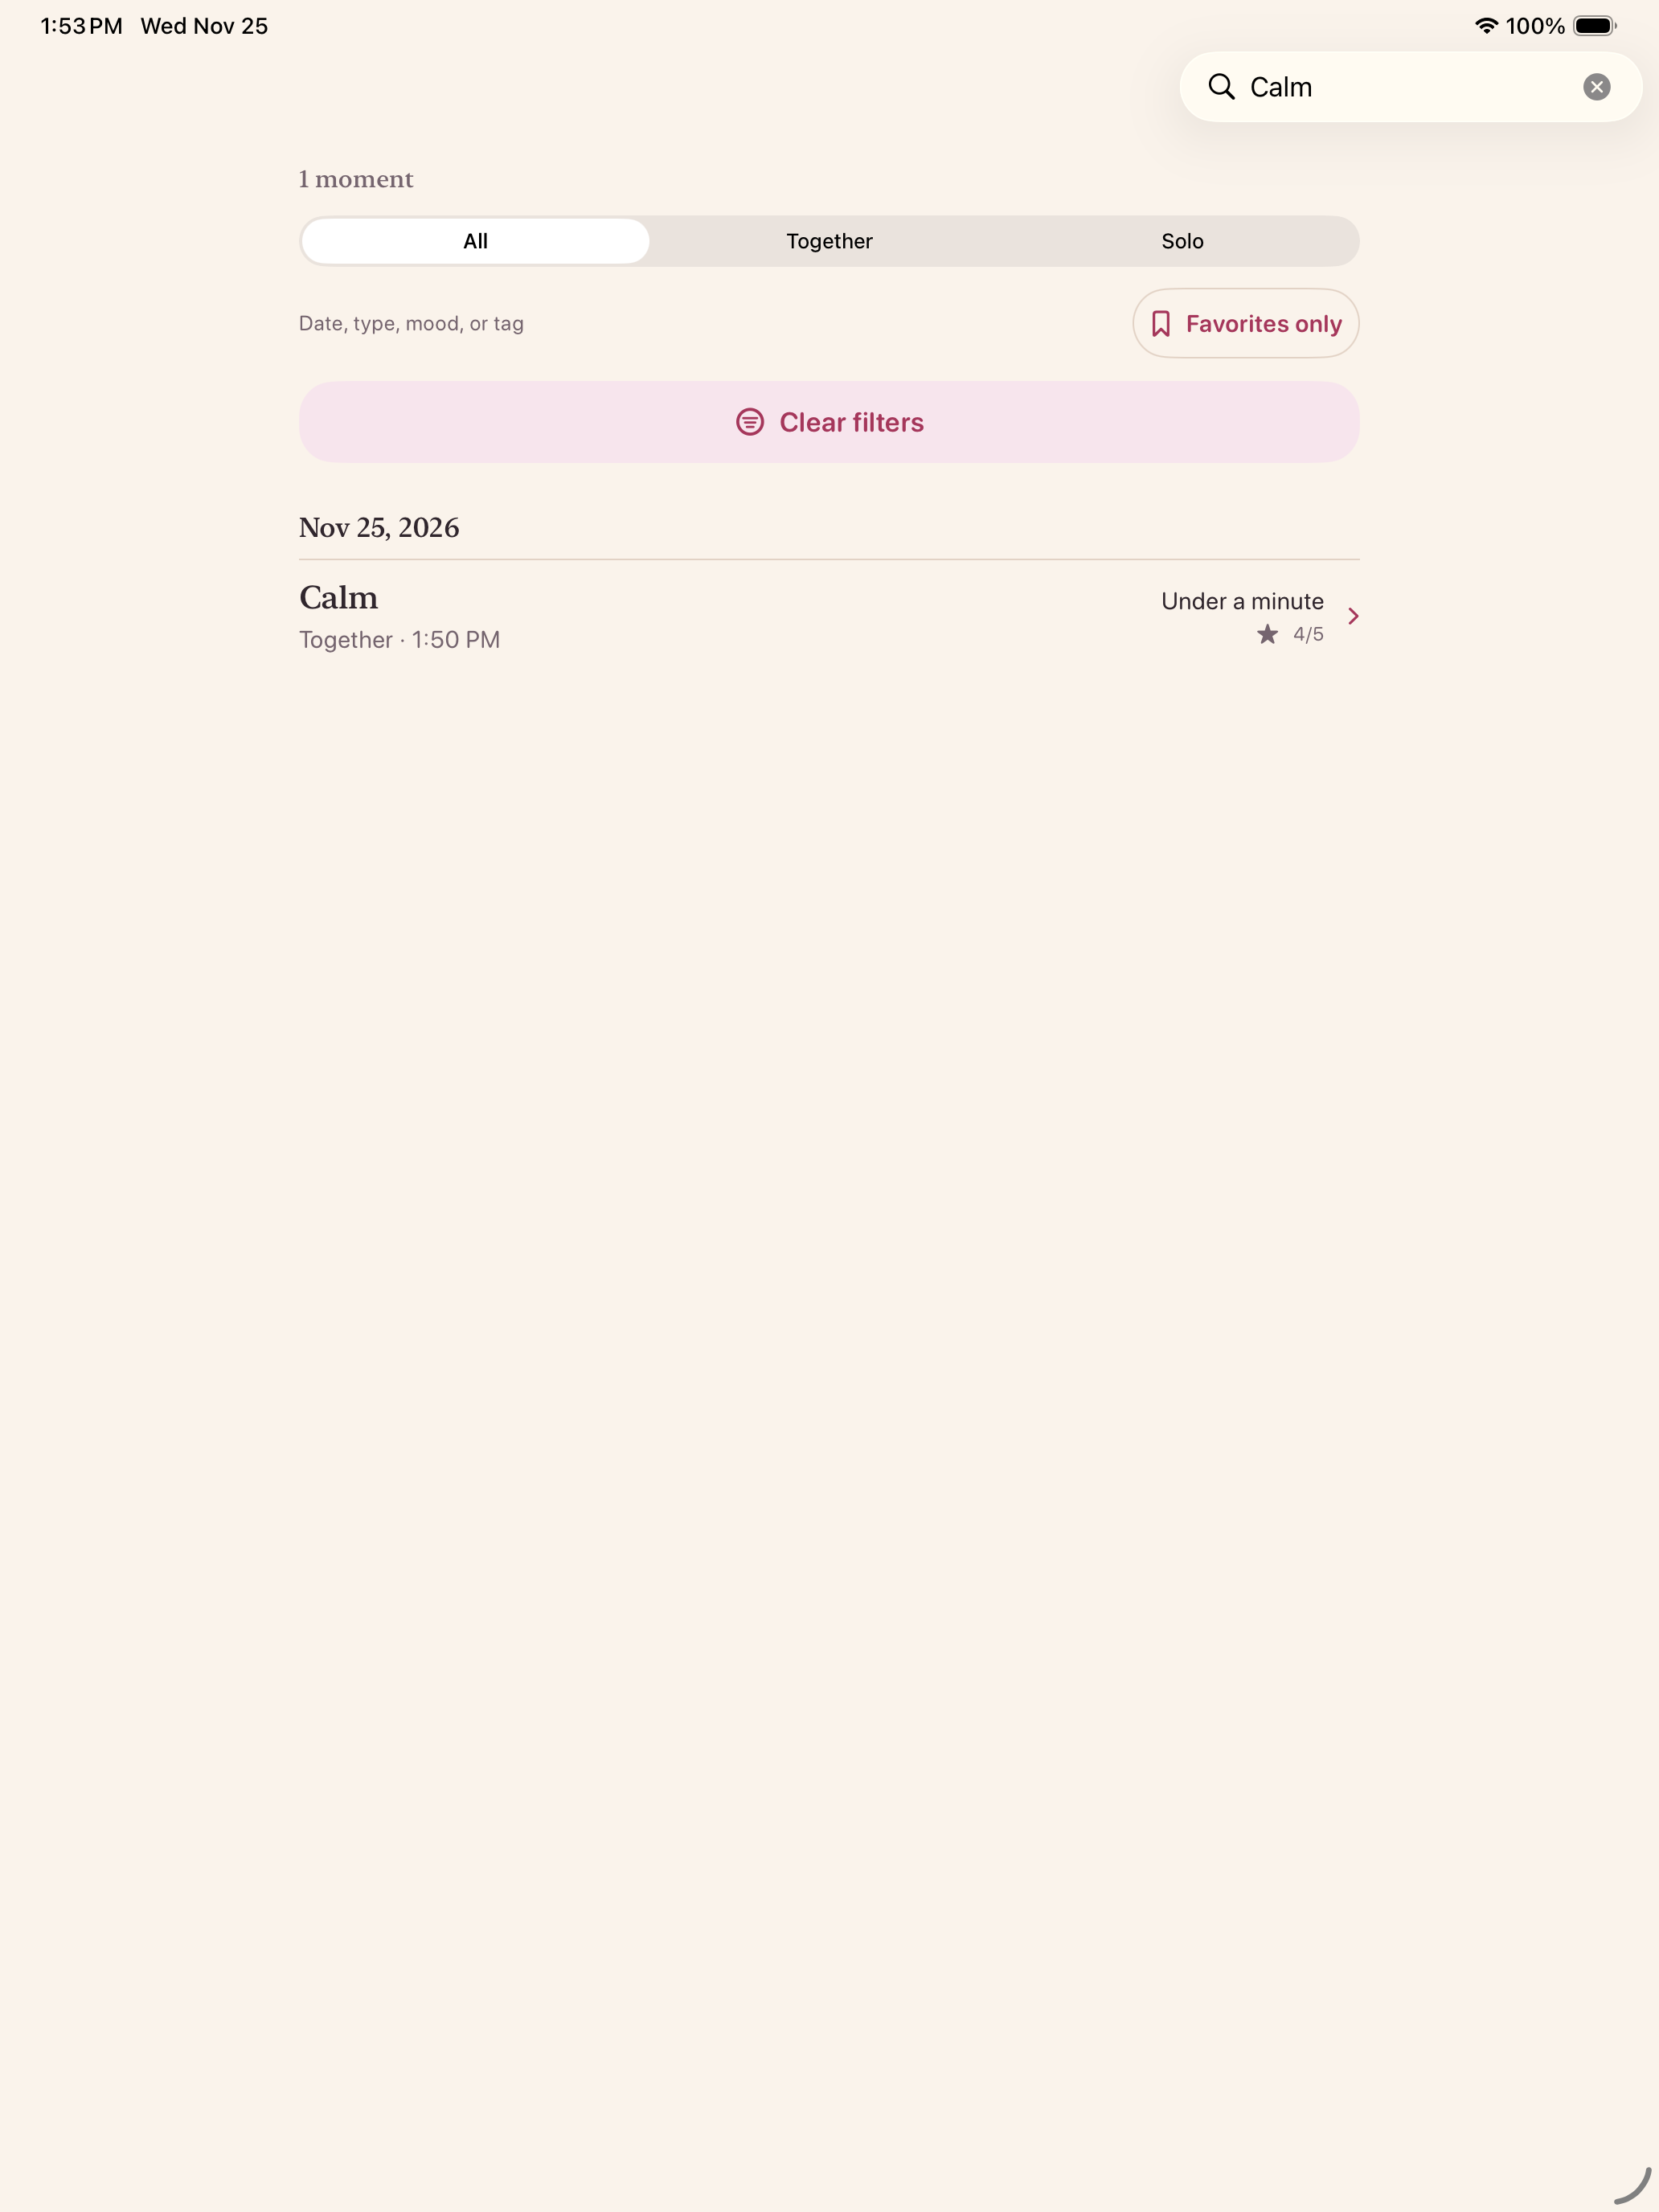 1:53 PM Wed Nov 25
100%
Calm
1 moment
All Together Solo
Date, type, mood, or tag
Favorites only
Clear filters
Nov 25, 2026
Calm
Under a minute
Together · 1:50 PM
4/5